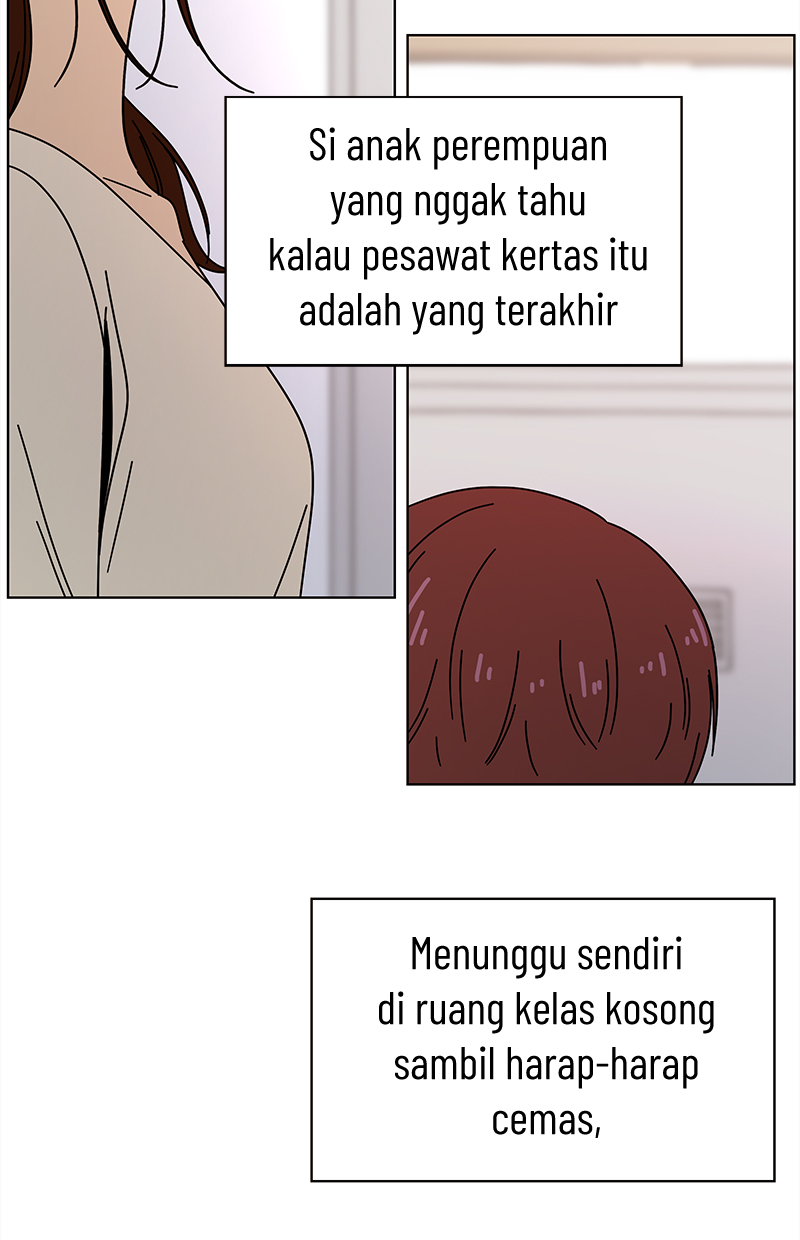 Si anak perempuan
yang nggak tahu
kalau pesawat kertas itu
adalah yang terakhir
Menunggu sendiri
di ruang kelas kosong
sambil harap-harap
cemas,